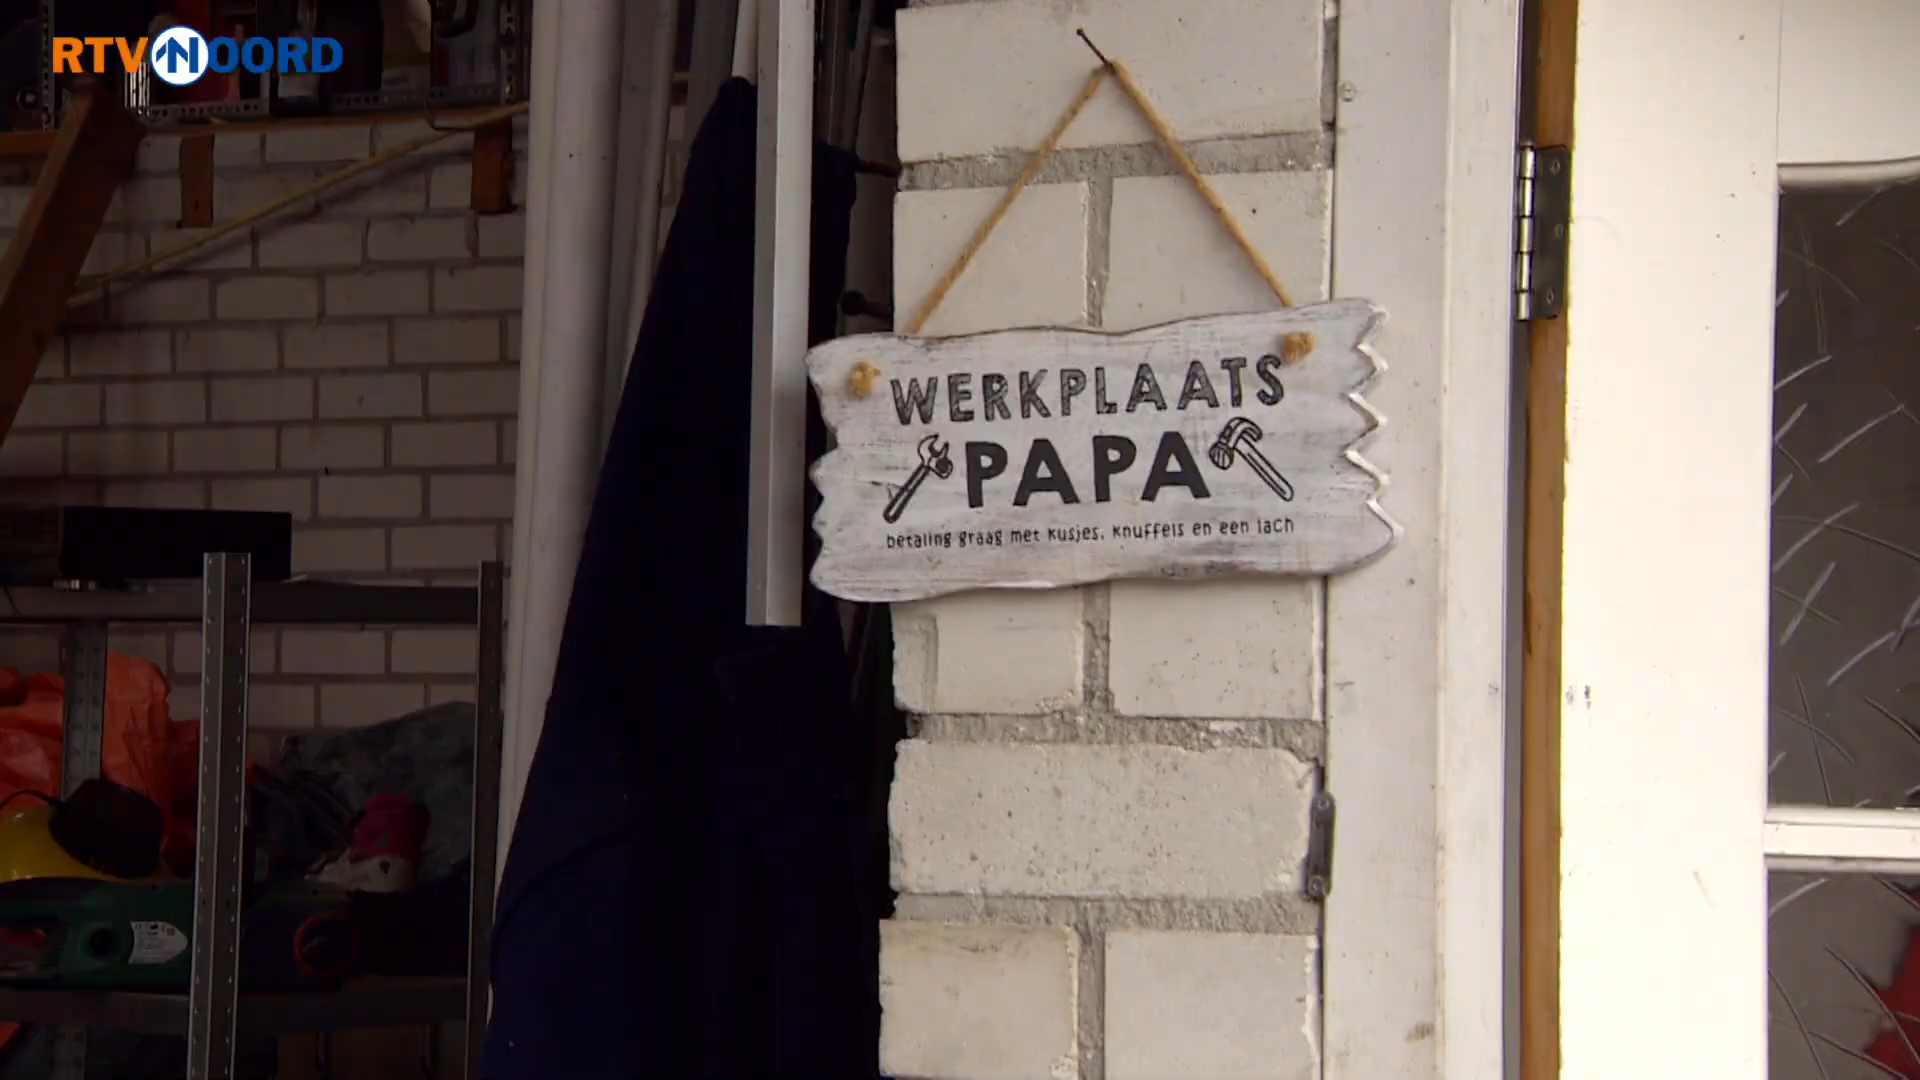 RTV NOORD
WERKPLAATS
PAPA
betaling graag met kusjes, knuffels en een lach